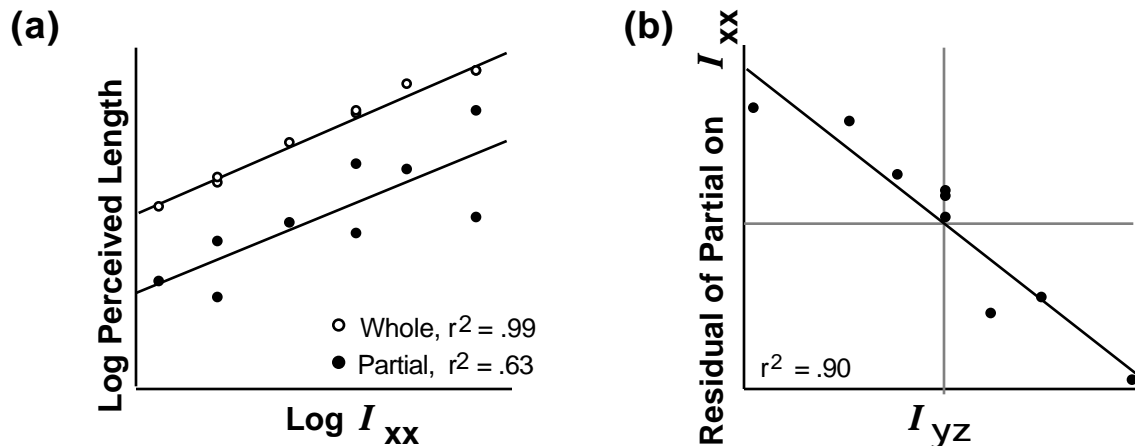 (a)
Log Perceived Length
Whole, r2 = .99
Partial, r2 = .63
Log I xx
(b)
Residual of Partial on I xx
r2 = .90
I yz